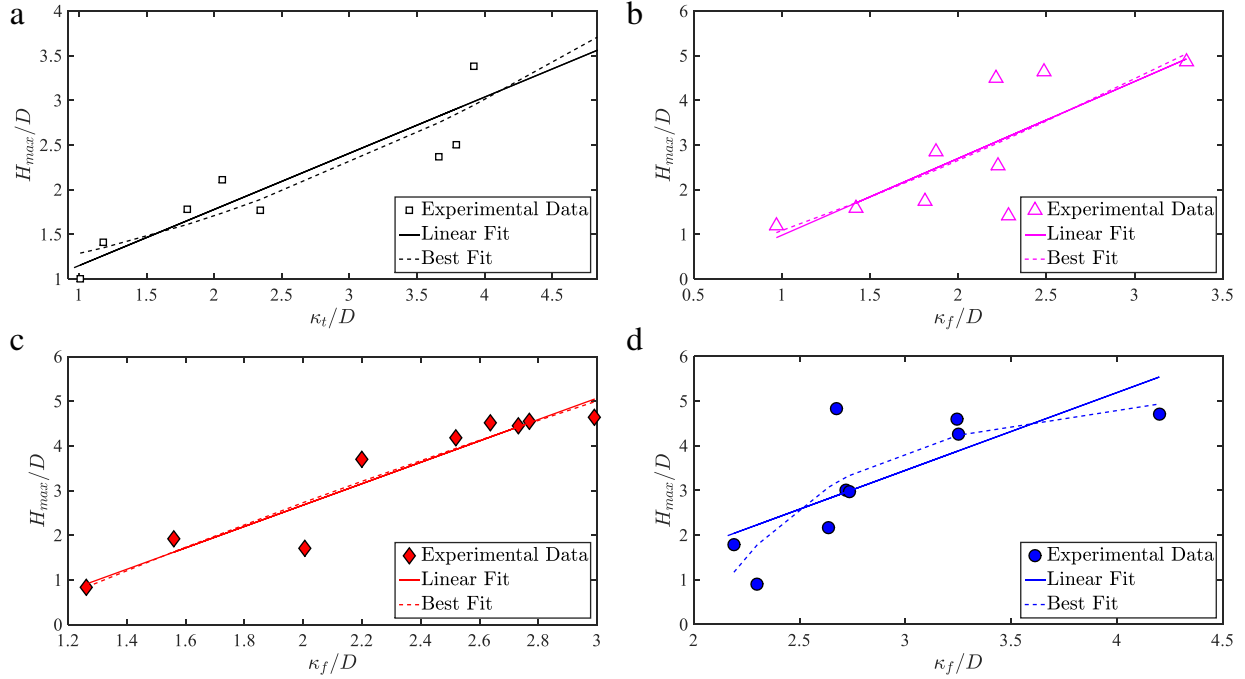 a
4
3.5
3
2.5
2
1.5
1
H_max/D
Experimental Data
Linear Fit
Best Fit
1 1.5 2 2.5 3 3.5 4 4.5
κ_t/D
b
6
5
4
3
2
1
0
H_max/D
Experimental Data
Linear Fit
Best Fit
0.5 1 1.5 2 2.5 3 3.5
κ_f/D
c
6
5
4
3
2
1
0
H_max/D
Experimental Data
Linear Fit
Best Fit
1.2 1.4 1.6 1.8 2 2.2 2.4 2.6 2.8 3
κ_f/D
d
6
5
4
3
2
1
0
H_max/D
Experimental Data
Linear Fit
Best Fit
2 2.5 3 3.5 4 4.5
κ_f/D